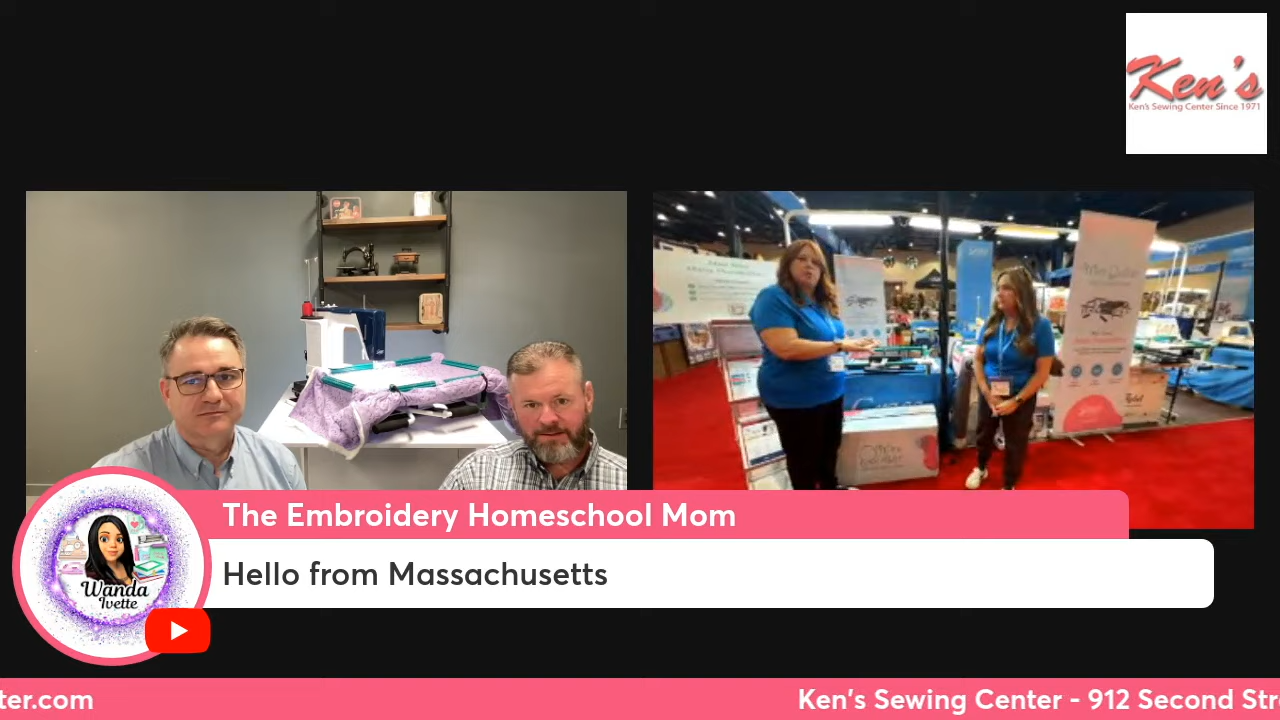 Ken's
Ken's Sewing Center Since 1971
The Embroidery Homeschool Mom
Hello from Massachusetts
Wanda
Ivette
ter.com
Ken's Sewing Center - 912 Second Str